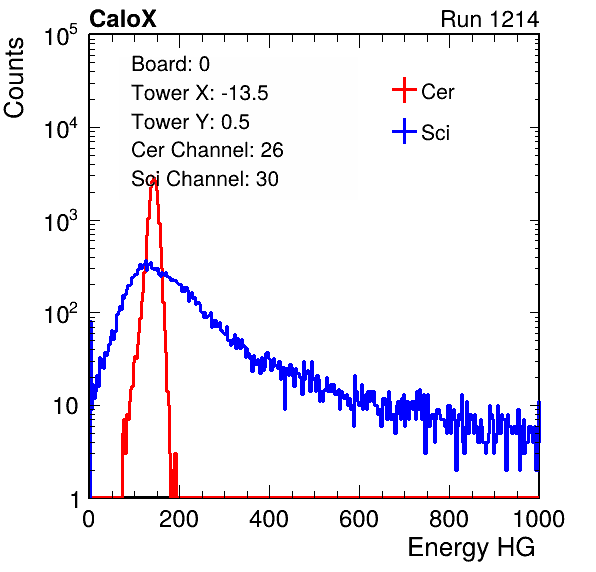 CaloX Run 1214
Counts
Board: 0
Tower X: -13.5
Tower Y: 0.5
Cer Channel: 26
Sci Channel: 30
Cer
Sci
10^5
10^4
10^3
10^2
10
1
0 200 400 600 800 1000
Energy HG